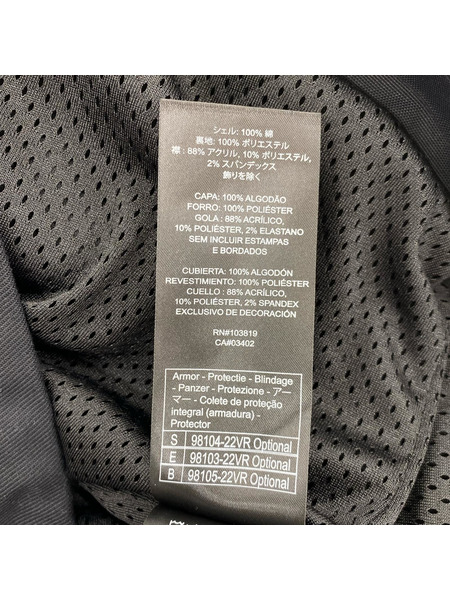 シェル: 100% 綿
裏地: 100% ポリエステル
襟 : 88% アクリル, 10% ポリエステル,
2% スパンデックス
飾りを除く
CAPA: 100% ALGODÃO
FORRO: 100% POLIÉSTER
GOLA : 88% ACRÍLICO,
10% POLIÉSTER, 2% ELASTANO
SEM INCLUIR ESTAMPAS
E BORDADOS
CUBIERTA: 100% ALGODÓN
REVESTIMIENTO: 100% POLIÉSTER
CUELLO : 88% ACRÍLICO,
10% POLIÉSTER, 2% SPANDEX
EXCLUSIVO DE DECORACIÓN
RN#103819
CA#03402
Armor - Protectie - Blindage
- Panzer - Protezione - アー
マー - Colete de proteção
integral (armadura) -
Protector
S 98104-22VR Optional
E 98103-22VR Optional
B 98105-22VR Optional